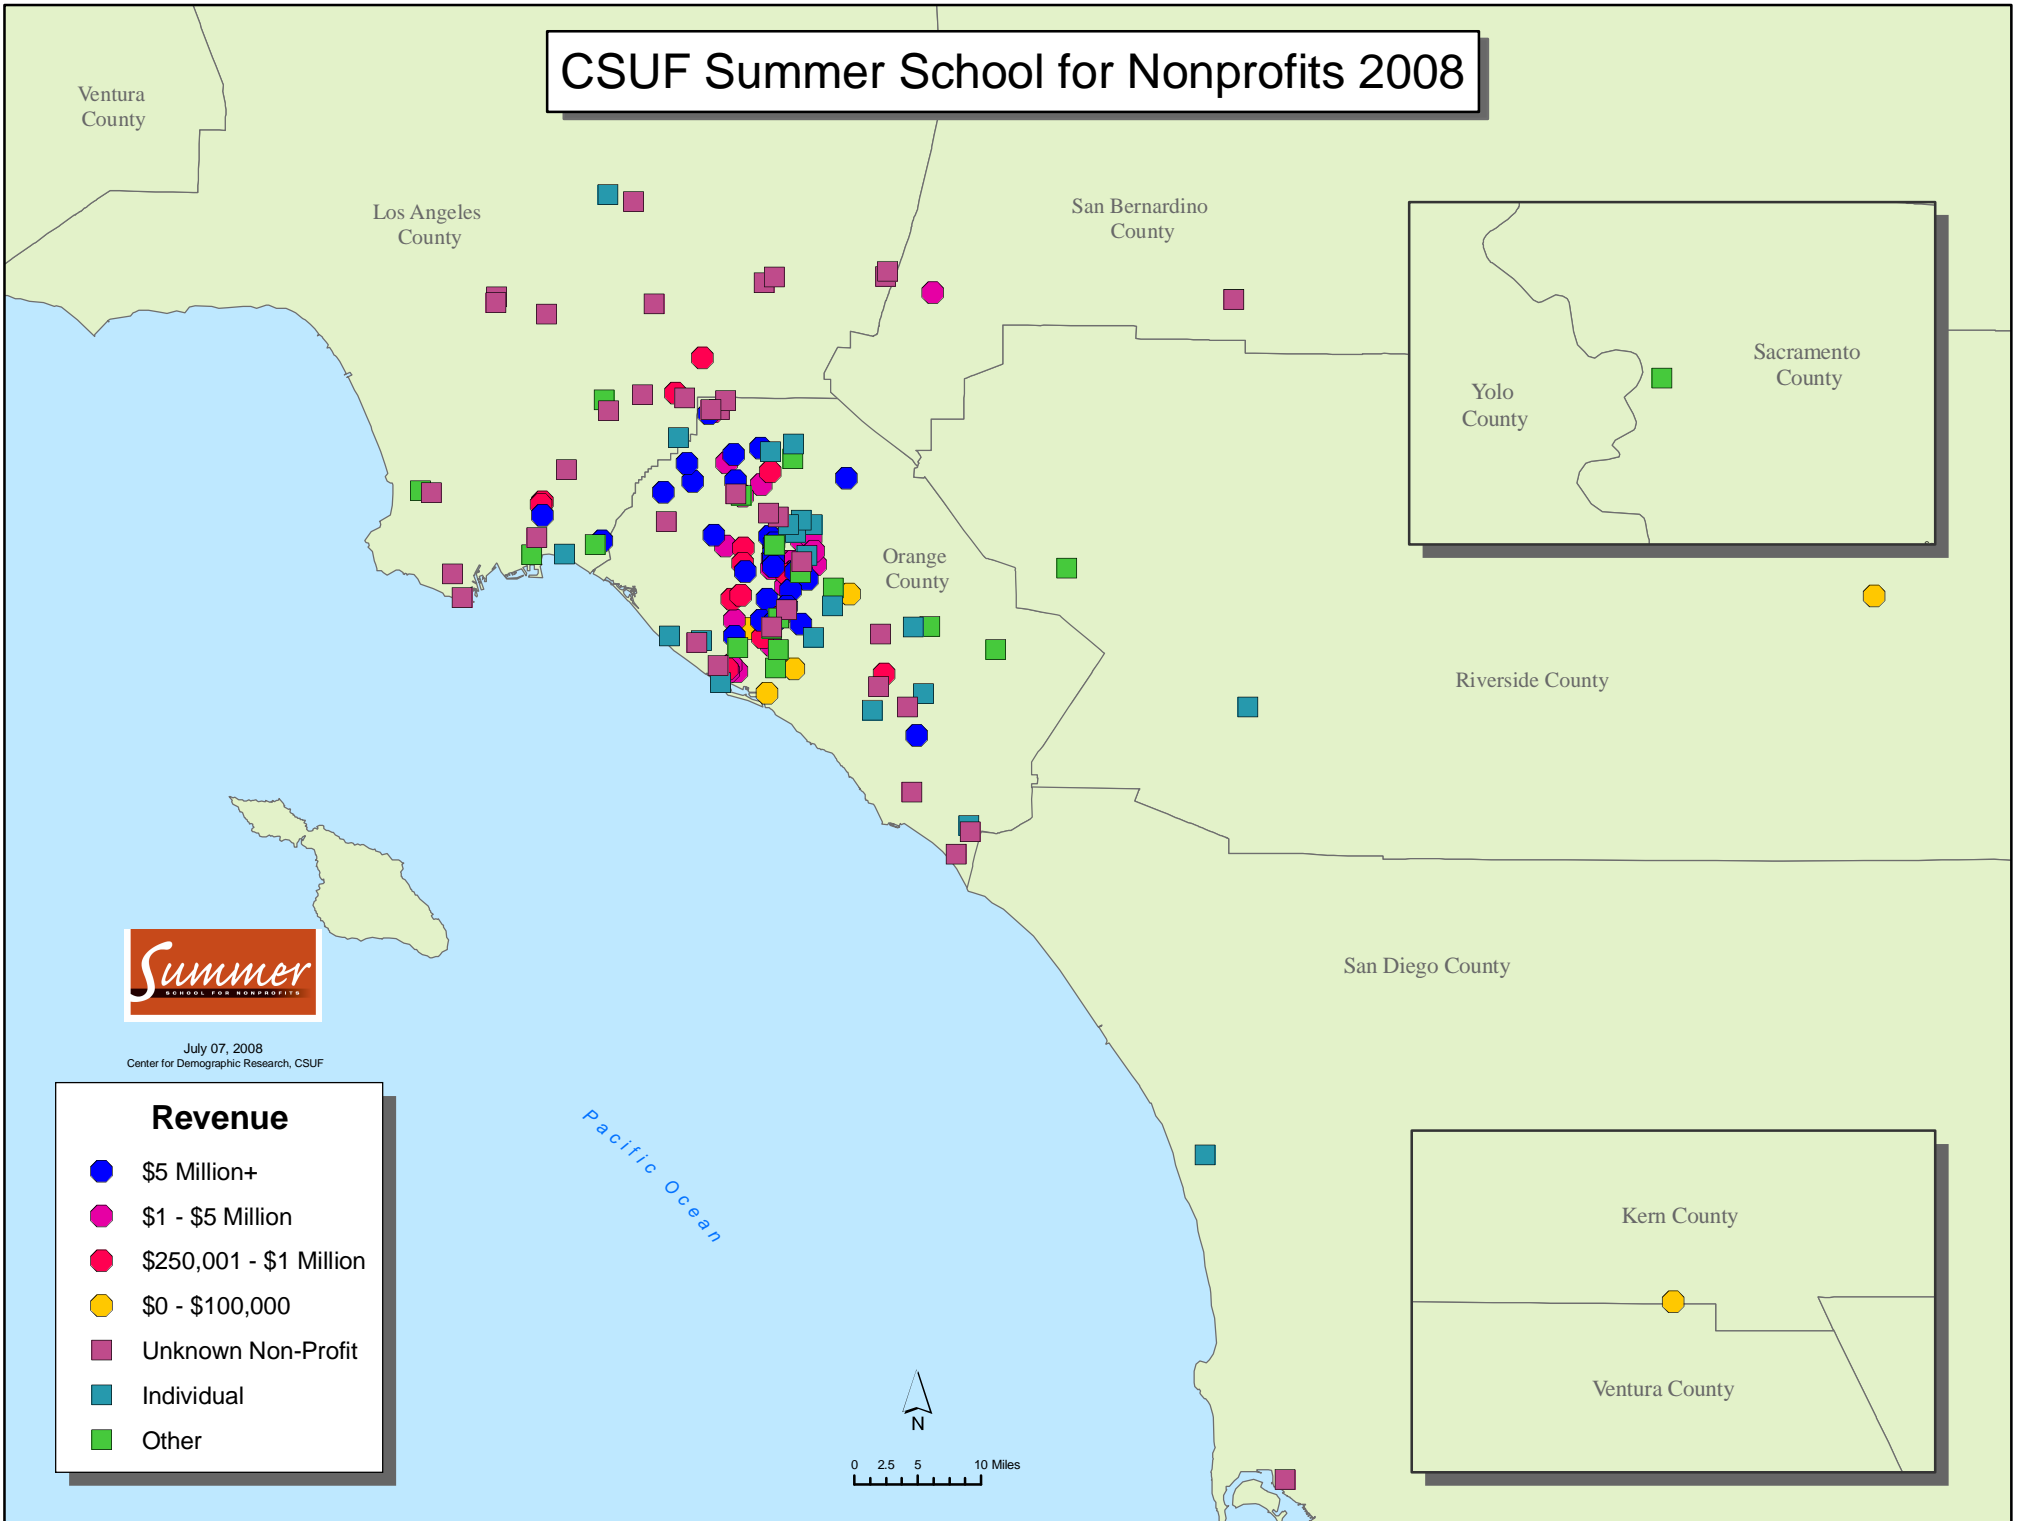 CSUF Summer School for Nonprofits 2008
Ventura
County
Los Angeles
County
San Bernardino
County
Yolo
County
Sacramento
County
Orange
County
Riverside County
San Diego County
Summer
SCHOOL FOR NONPROFITS
July 07, 2008
Center for Demographic Research, CSUF
Revenue
$5 Million+
$1 - $5 Million
$250,001 - $1 Million
$0 - $100,000
Unknown Non-Profit
Individual
Other
Pacific Ocean
N
0 2.5 5 10 Miles
Kern County
Ventura County